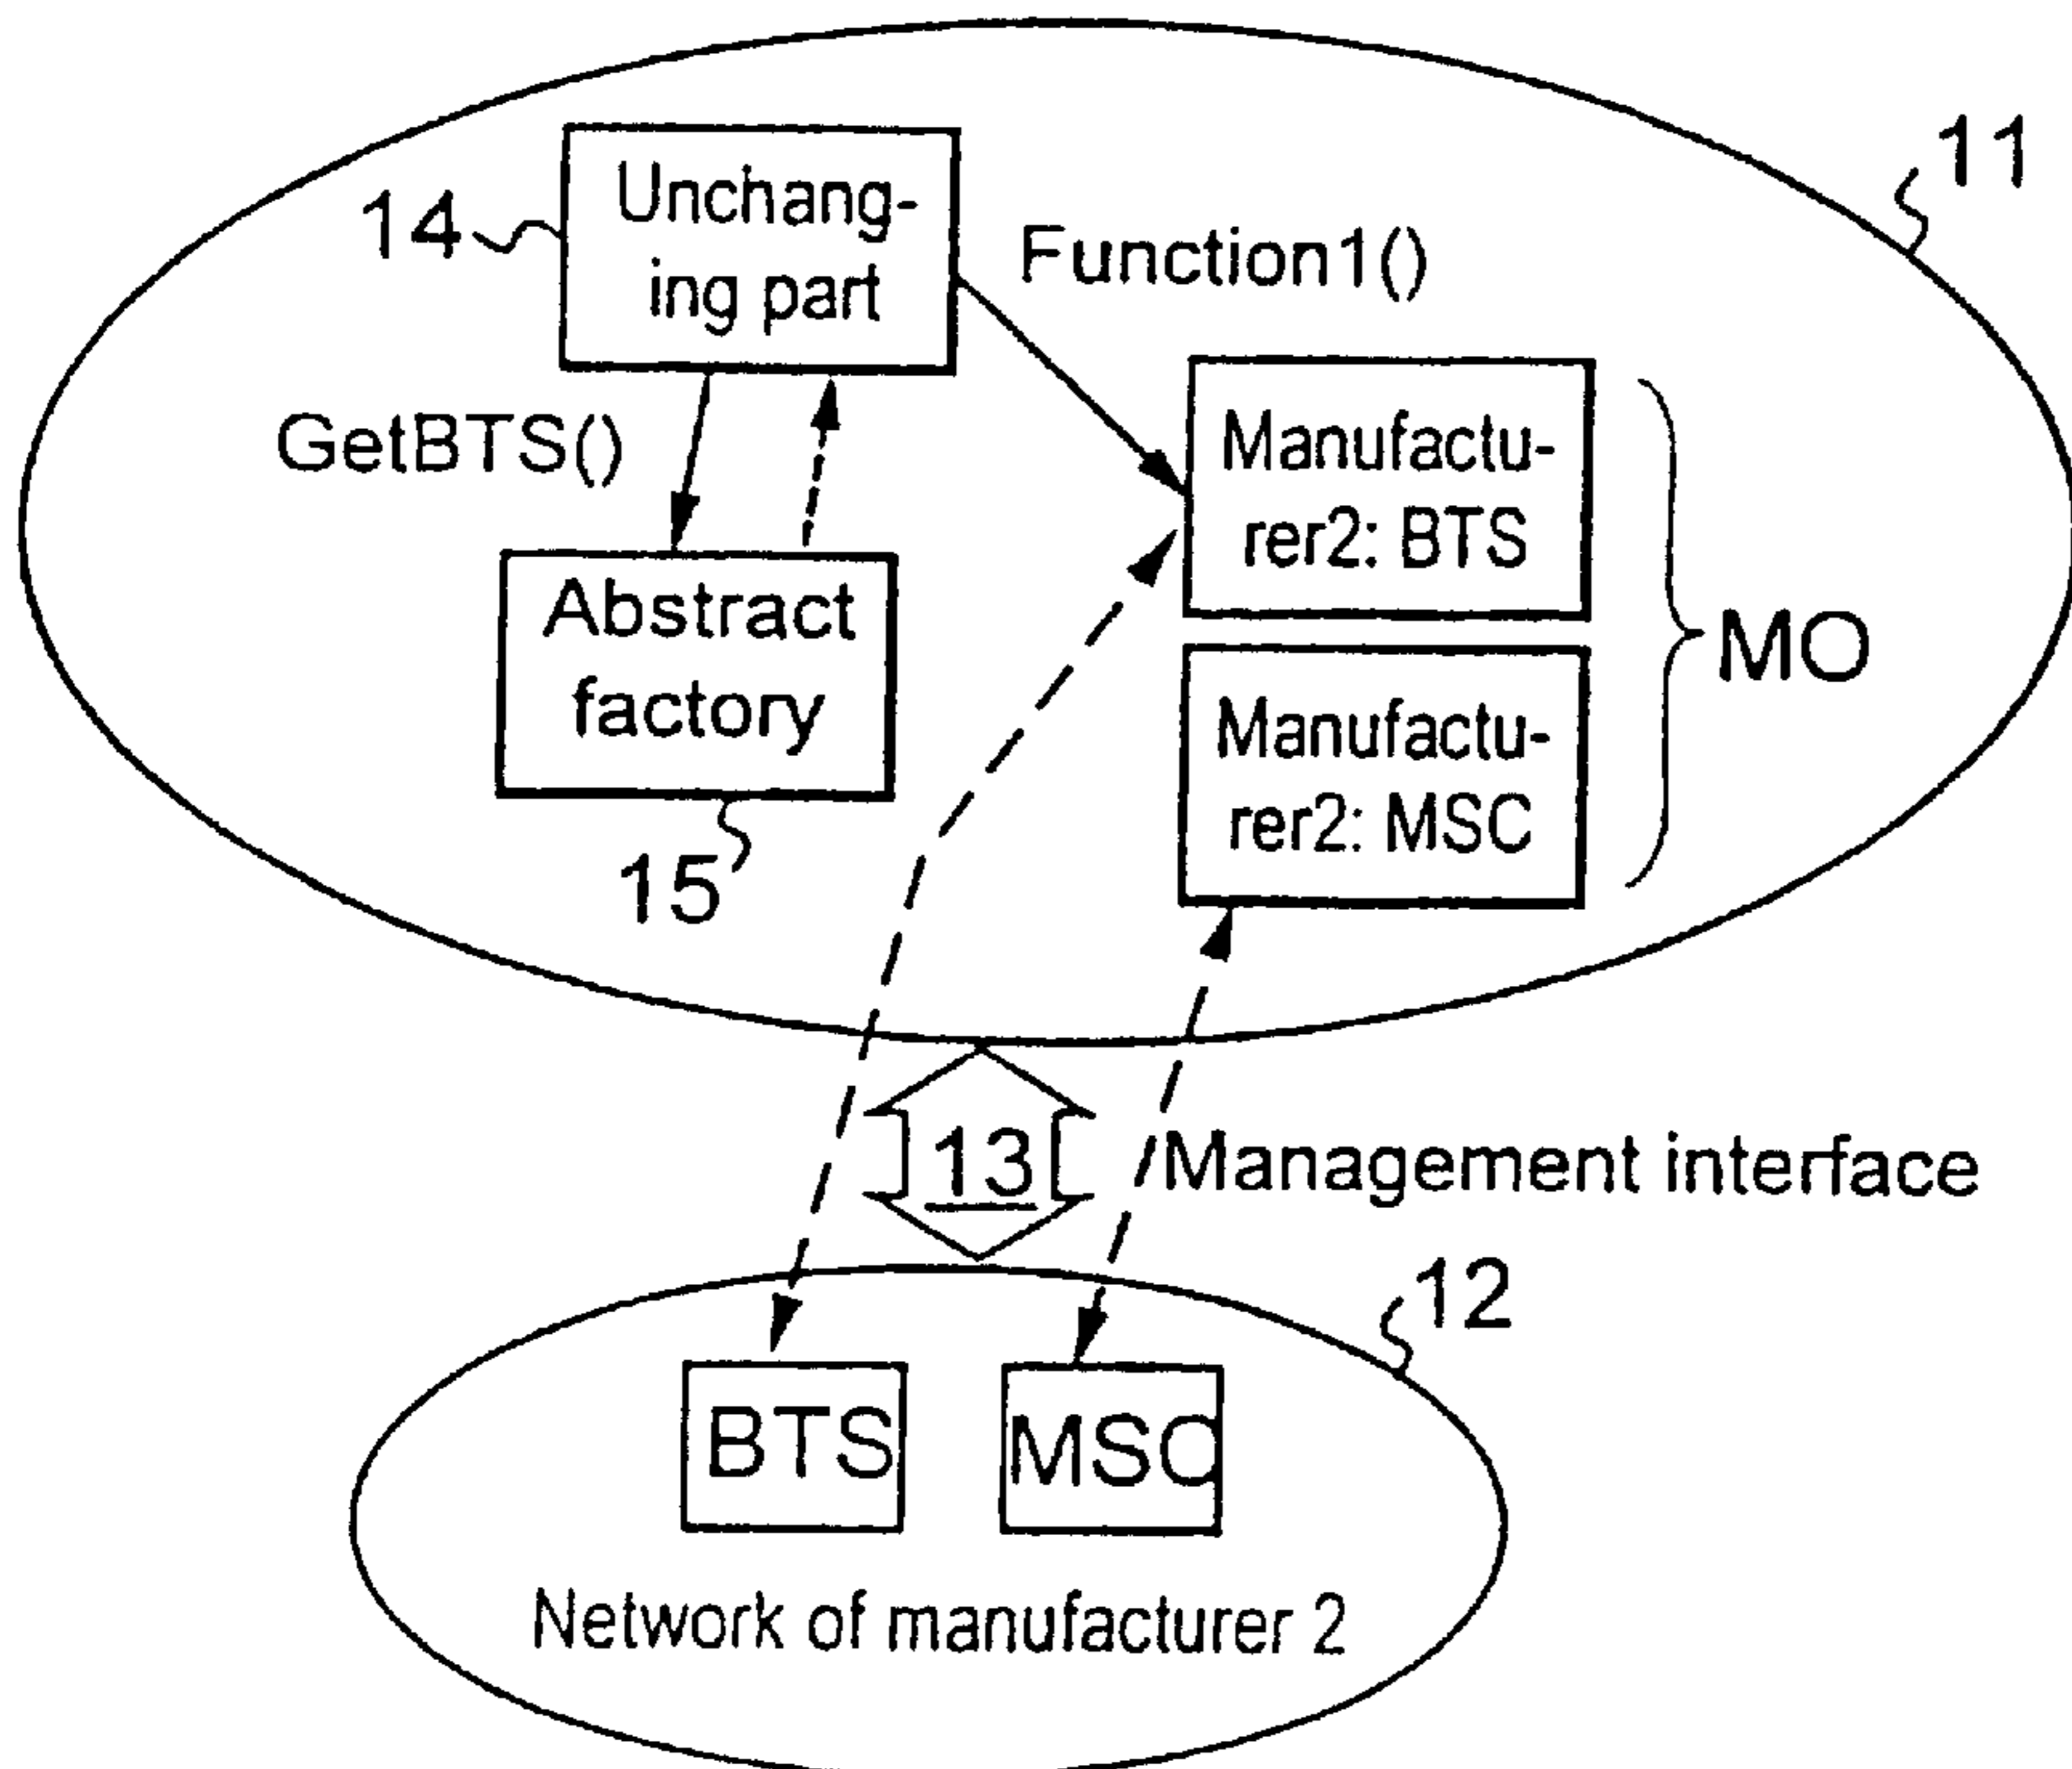 11
Unchang-
ing part
14
Function1()
GetBTS()
Manufactu-
rer2: BTS
MO
Abstract
factory
Manufactu-
rer2: MSC
15
13
Management interface
12
BTS
MSC
Network of manufacturer 2